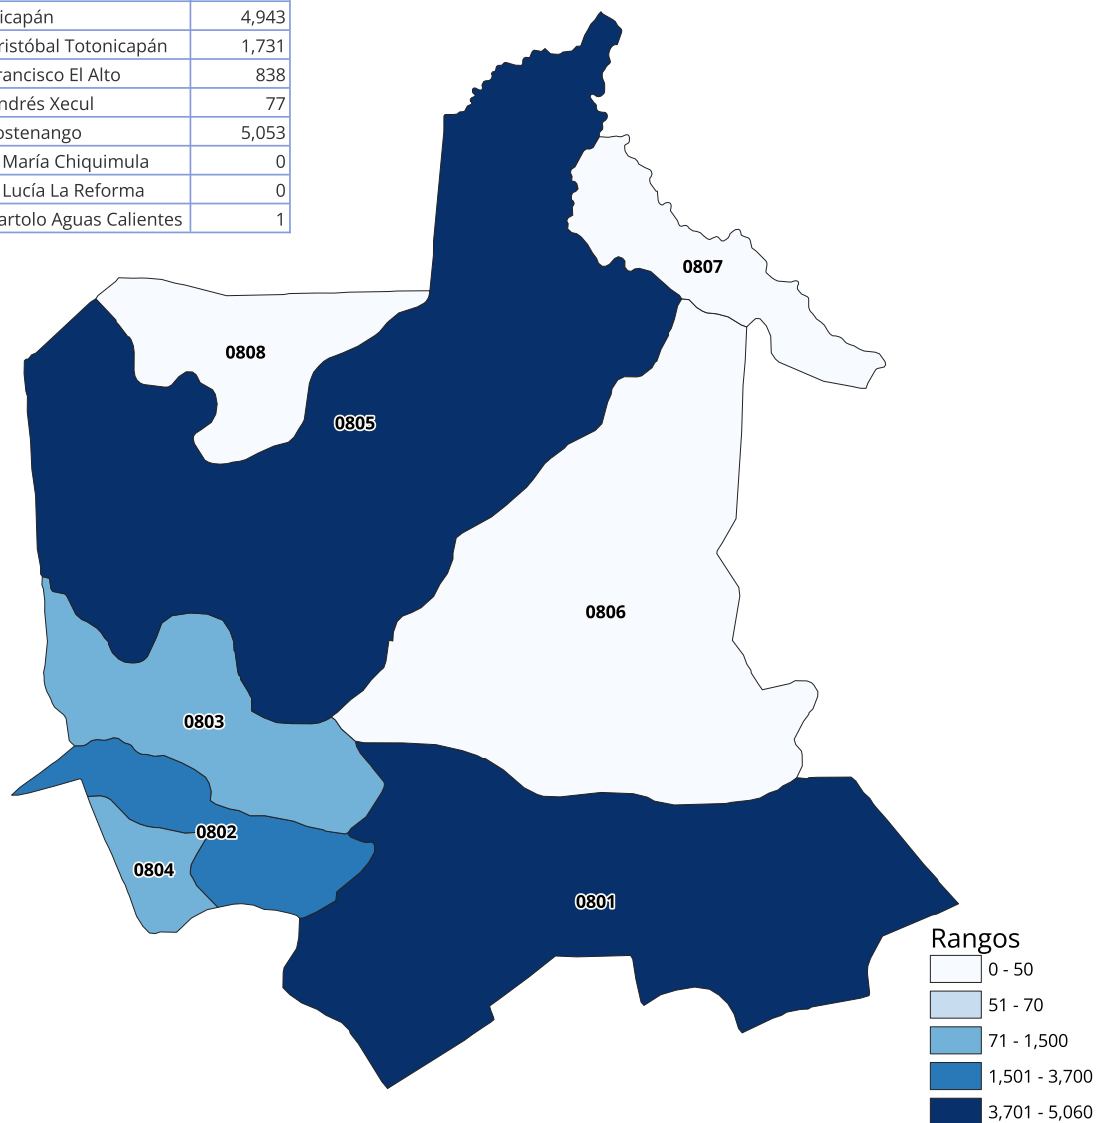 icapán 4,943
ristóbal Totonicapán 1,731
rancisco El Alto 838
ndrés Xecul 77
ostenango 5,053
María Chiquimula 0
Lucía La Reforma 0
artolo Aguas Calientes 1
0807
0808
0805
0806
0803
0802
0804
0801
Rangos
0 - 50
51 - 70
71 - 1,500
1,501 - 3,700
3,701 - 5,060